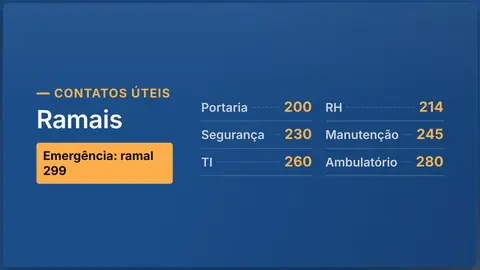 CONTATOS ÚTEIS
Ramais
Emergência: ramal
299
Portaria 200
Segurança 230
TI 260
RH 214
Manutenção 245
Ambulatório 280